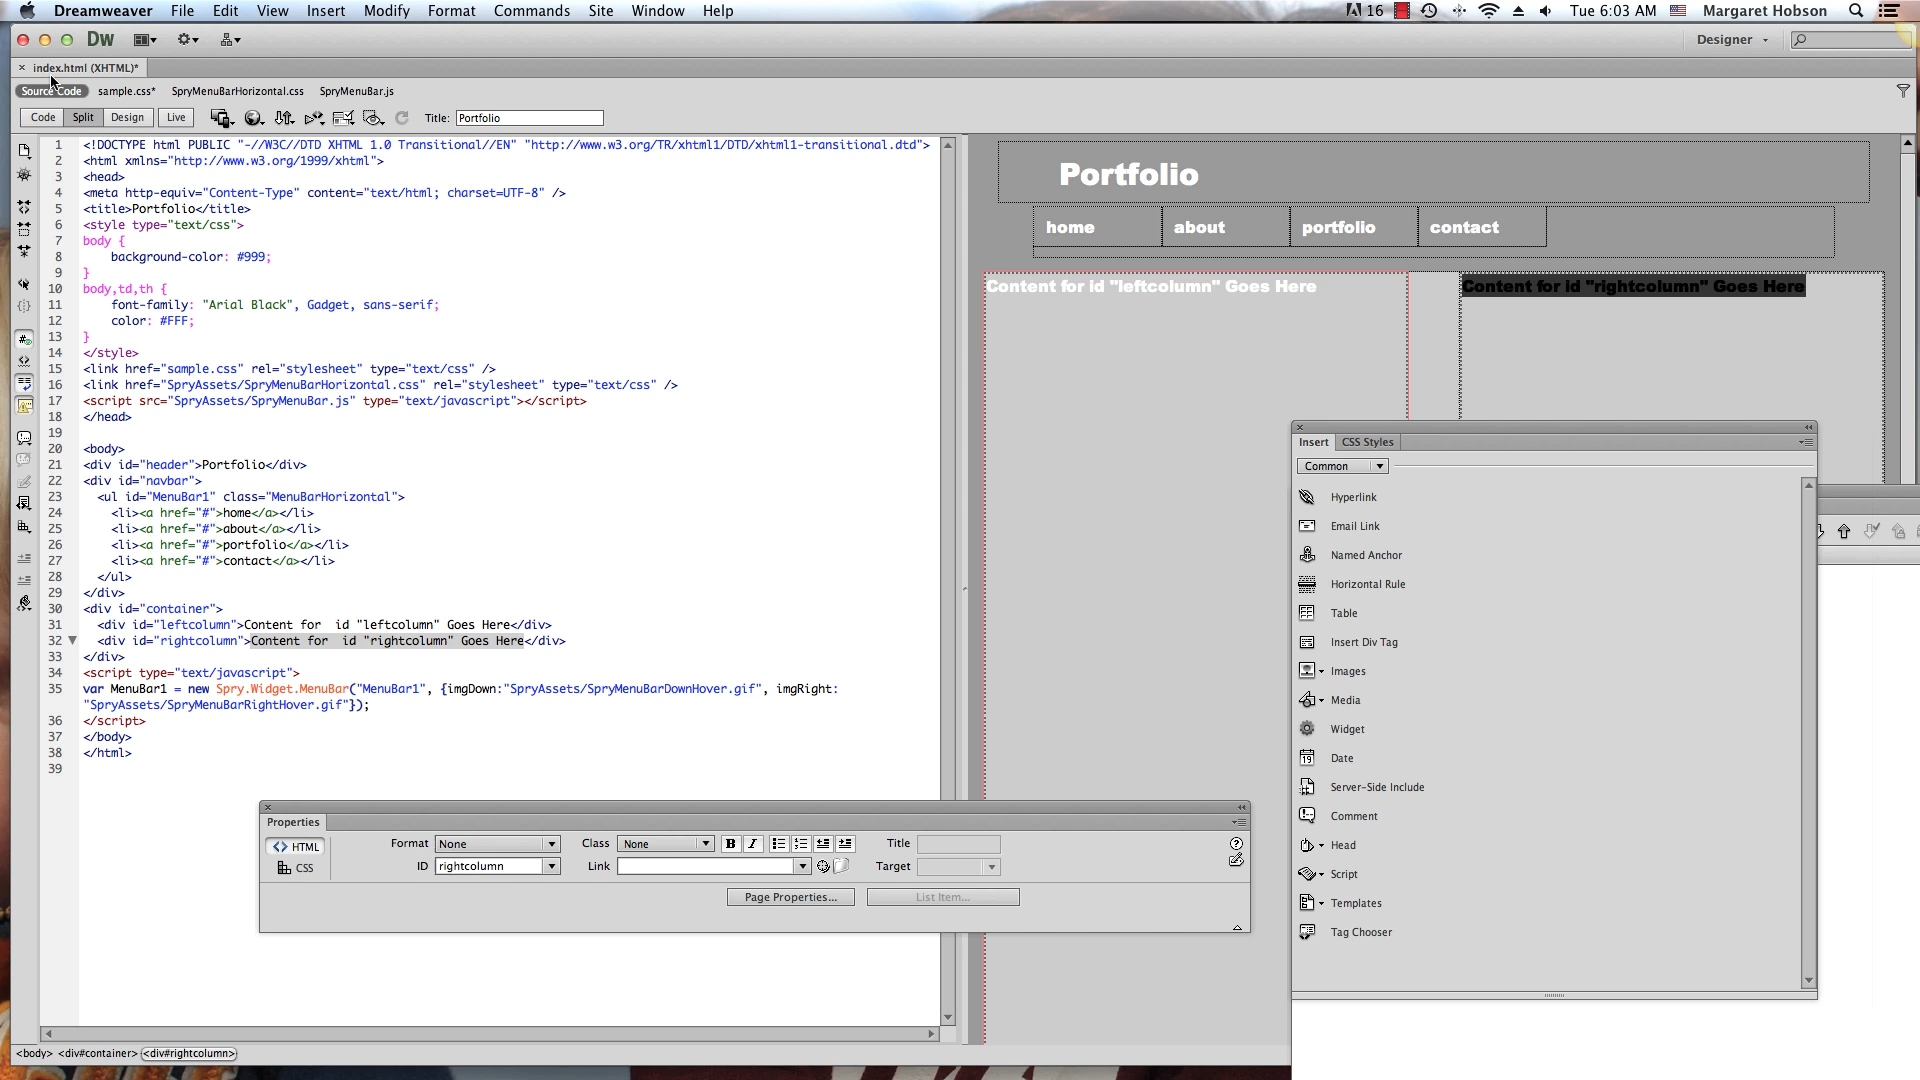 Dreamweaver File Edit View Insert Modify Format Commands Site Window Help
16 Tue 6:03 AM Margaret Hobson
Dw Designer
index.html (XHTML)*
Source Code sample.css* SpryMenuBarHorizontal.css SpryMenuBar.js
Code Split Design Live Title: Portfolio
1 <!DOCTYPE html PUBLIC "-//W3C//DTD XHTML 1.0 Transitional//EN" "http://www.w3.org/TR/xhtml1/DTD/xhtml1-transitional.dtd">
2 <html xmlns="http://www.w3.org/1999/xhtml">
3 <head>
4 <meta http-equiv="Content-Type" content="text/html; charset=UTF-8" />
5 <title>Portfolio</title>
6 <style type="text/css">
7 body {
8 background-color: #999;
9 }
10 body,td,th {
11 font-family: "Arial Black", Gadget, sans-serif;
12 color: #FFF;
13 }
14 </style>
15 <link href="sample.css" rel="stylesheet" type="text/css" />
16 <link href="SpryAssets/SpryMenuBarHorizontal.css" rel="stylesheet" type="text/css" />
17 <script src="SpryAssets/SpryMenuBar.js" type="text/javascript"></script>
18 </head>
19
20 <body>
21 <div id="header">Portfolio</div>
22 <div id="navbar">
23 <ul id="MenuBar1" class="MenuBarHorizontal">
24 <li><a href="#">home</a></li>
25 <li><a href="#">about</a></li>
26 <li><a href="#">portfolio</a></li>
27 <li><a href="#">contact</a></li>
28 </ul>
29 </div>
30 <div id="container">
31 <div id="leftcolumn">Content for  id "leftcolumn" Goes Here</div>
32 <div id="rightcolumn">Content for  id "rightcolumn" Goes Here</div>
33 </div>
34 <script type="text/javascript">
35 var MenuBar1 = new Spry.Widget.MenuBar("MenuBar1", {imgDown:"SpryAssets/SpryMenuBarDownHover.gif", imgRight:
"SpryAssets/SpryMenuBarRightHover.gif"});
36 </script>
37 </body>
38 </html>
39
Portfolio
home about portfolio contact
Content for id "leftcolumn" Goes Here
Content for id "rightcolumn" Goes Here
Insert CSS Styles
Common
Hyperlink
Email Link
Named Anchor
Horizontal Rule
Table
Insert Div Tag
Images
Media
Widget
19 Date
Server-Side Include
Comment
Head
Script
Templates
Tag Chooser
Properties
<> HTML Format None Class None B I Title
CSS ID rightcolumn Link Target
Page Properties... List Item...
<body> <div#container> <div#rightcolumn>